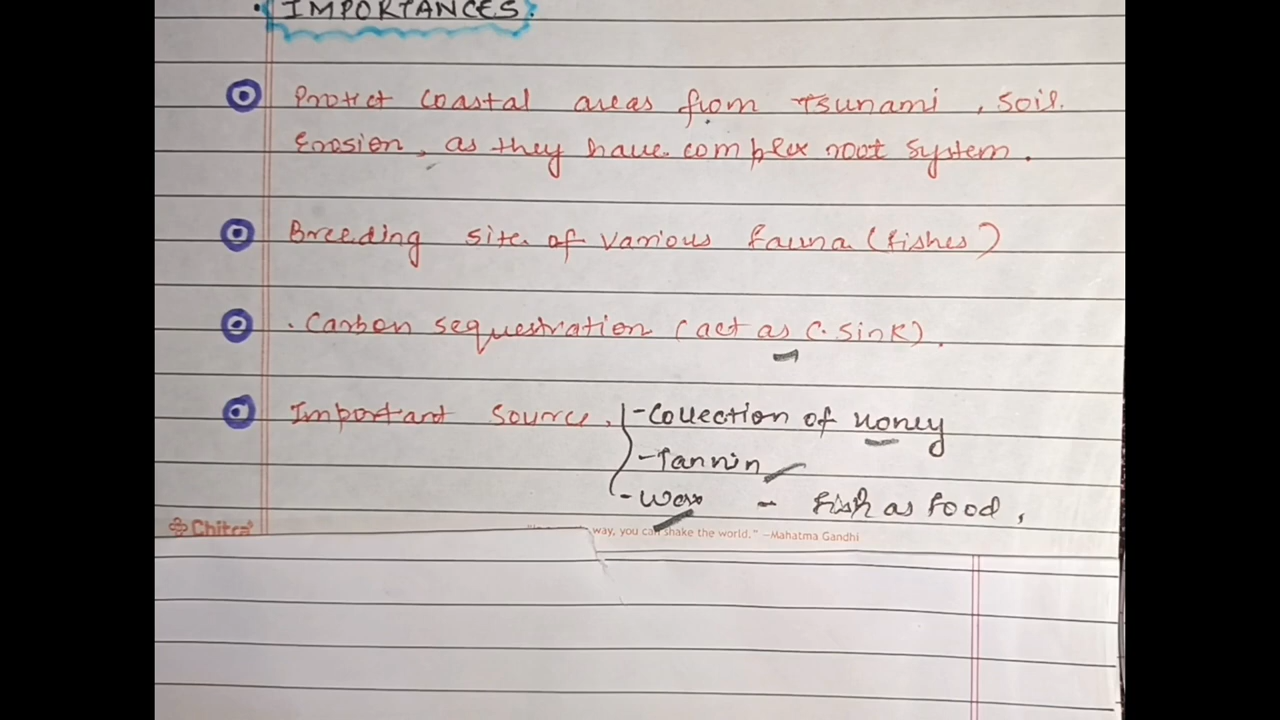 • IMPORTANCES.
Protect coastal areas from Tsunami, soil
Erosion, as they have complex root system.
Breeding site of various fauna (fishes)
. Carbon sequestration (act as C. sink).
Important source, - Collection of Honey
- Tannin
- Wax - Fish as Food,
Chitra
way, you can shake the world." —Mahatma Gandhi